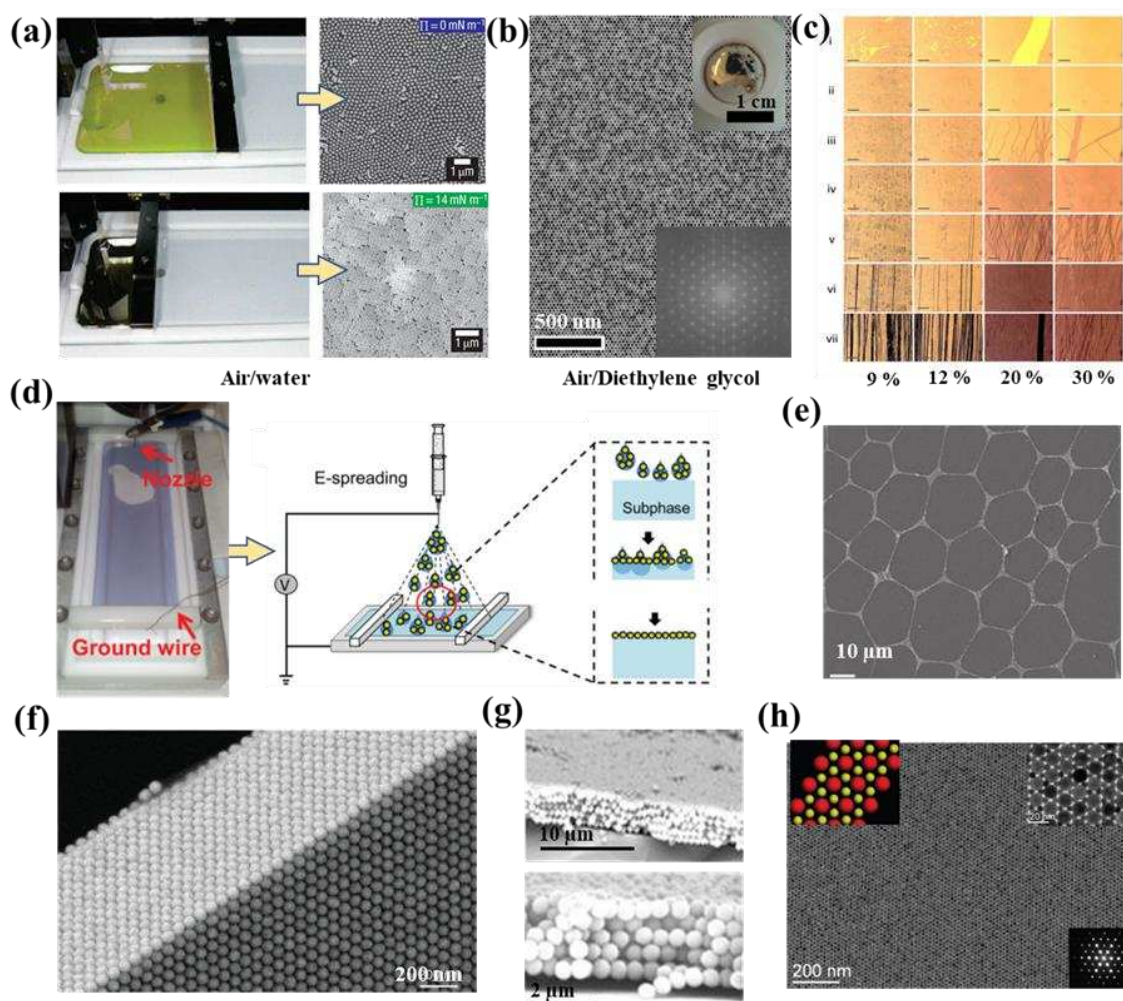 (a)
∏ = 0 mN m⁻¹
1 μm
∏ = 14 mN m⁻¹
1 μm
Air/water
(b)
1 cm
500 nm
Air/Diethylene glycol
(c)
i
ii
iii
iv
v
vi
vii
9 %
12 %
20 %
30 %
(d)
Nozzle
Ground wire
E-spreading
V
Subphase
(e)
10 μm
(f)
200 nm
(g)
10 μm
2 μm
(h)
20 nm
200 nm